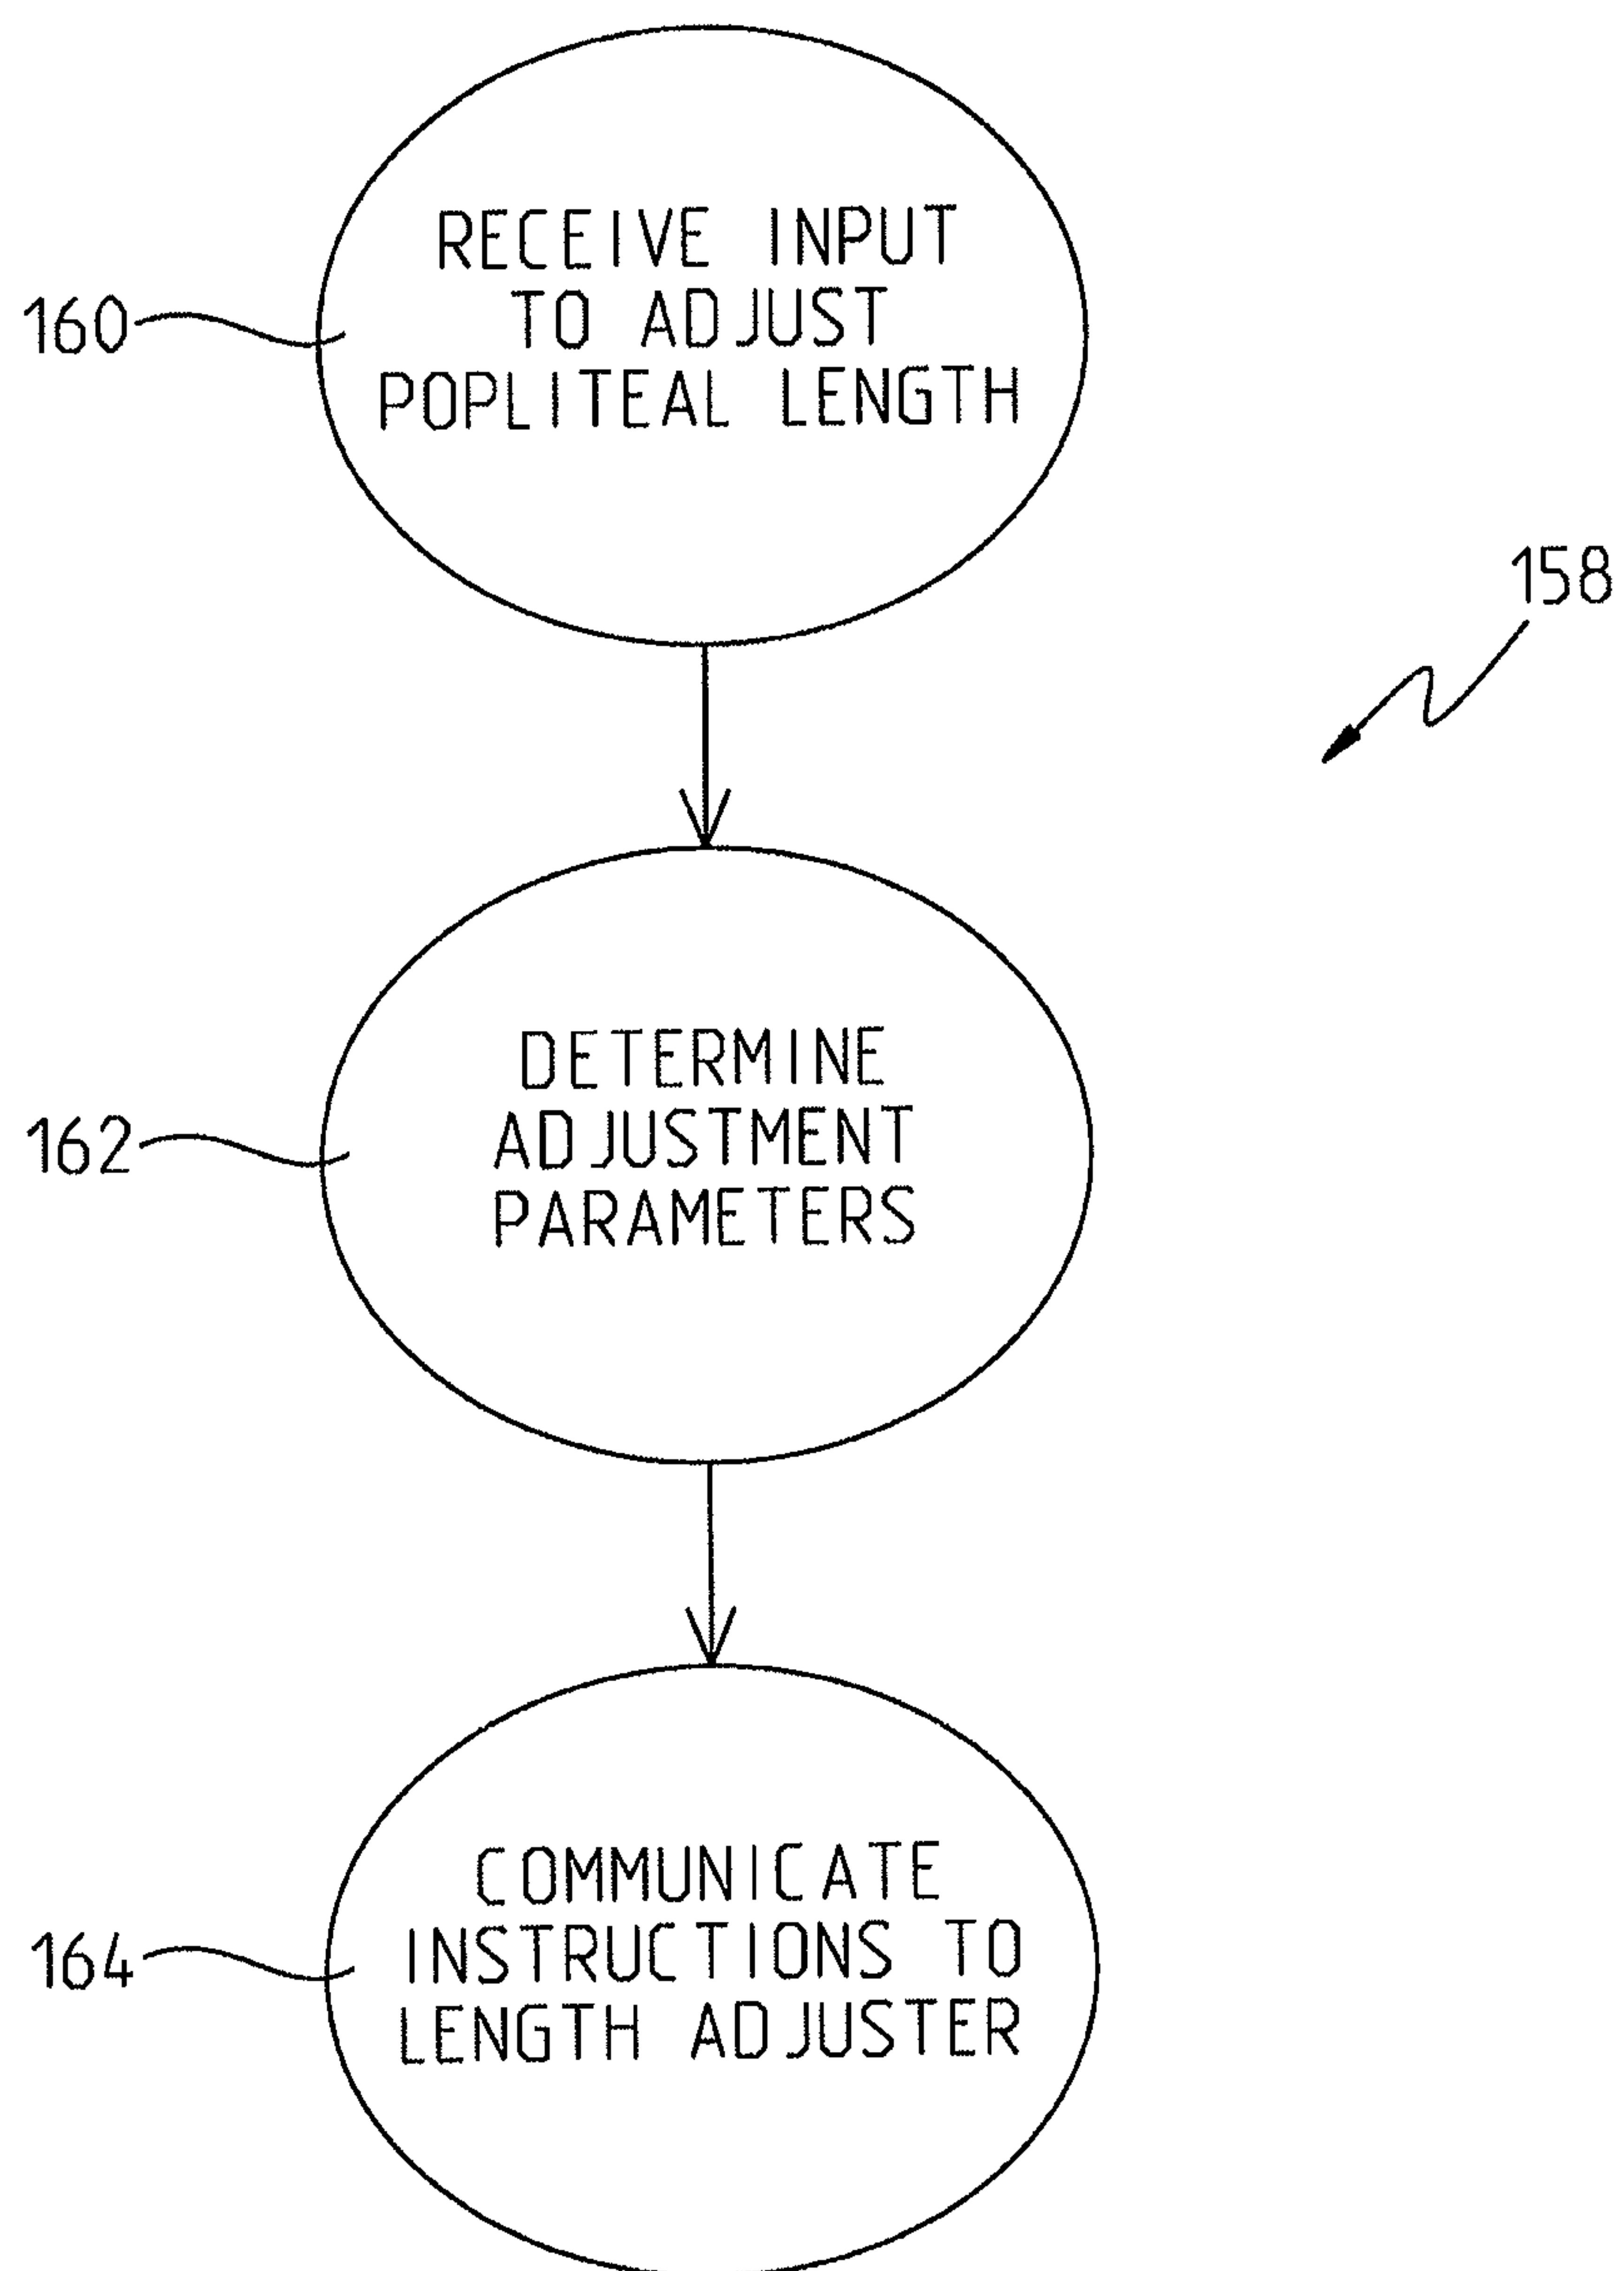 RECEIVE INPUT
TO ADJUST
POPLITEAL LENGTH
160
158
DETERMINE
ADJUSTMENT
PARAMETERS
162
COMMUNICATE
INSTRUCTIONS TO
LENGTH ADJUSTER
164